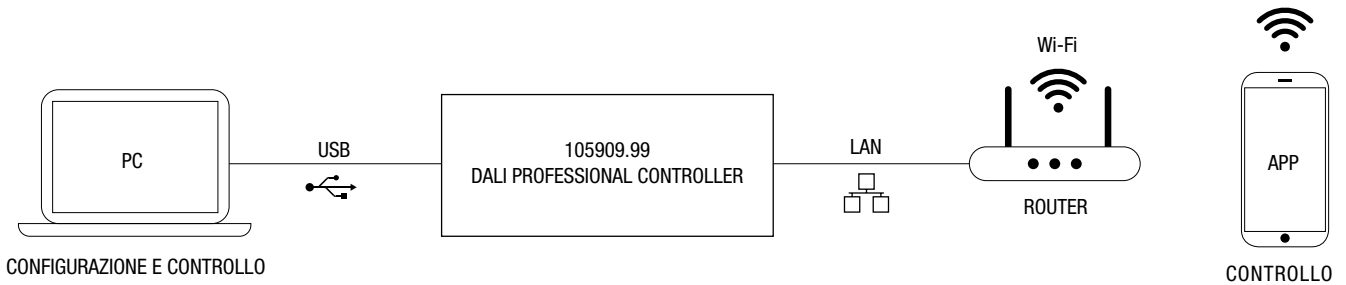 Wi-Fi
PC
USB
105909.99
DALI PROFESSIONAL CONTROLLER
LAN
APP
ROUTER
CONFIGURAZIONE E CONTROLLO
CONTROLLO